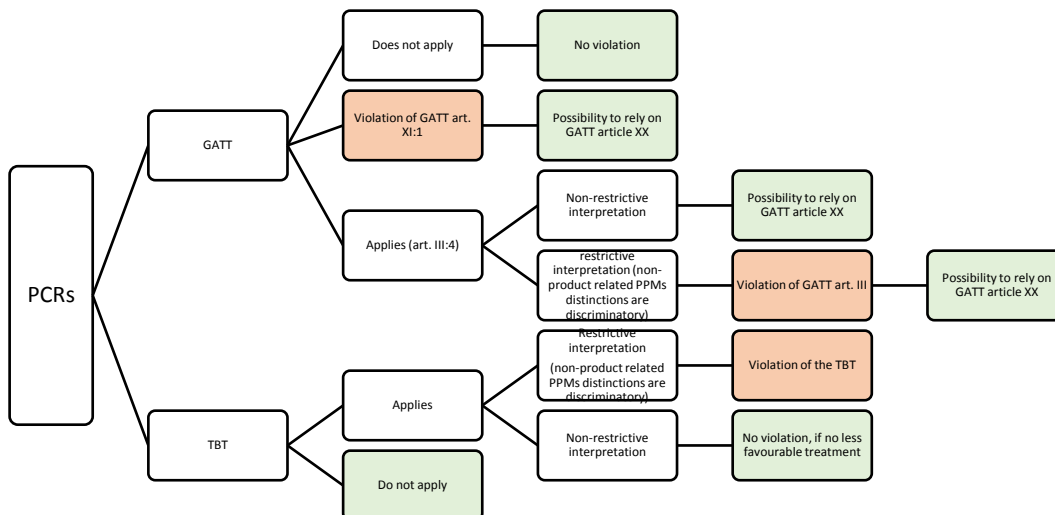 PCRs
GATT
Does not apply
No violation
Violation of GATT art.
XI:1
Possibility to rely on
GATT article XX
Applies (art. III:4)
Non-restrictive
interpretation
Possibility to rely on
GATT article XX
restrictive
interpretation (non-
product related PPMs
distinctions are
discriminatory)
Violation of GATT art. III
Possibility to rely on
GATT article XX
TBT
Applies
Restrictive
interpretation
(non-product related
PPMs distinctions are
discriminatory)
Violation of the TBT
Non-restrictive
interpretation
No violation, if no less
favourable treatment
Do not apply